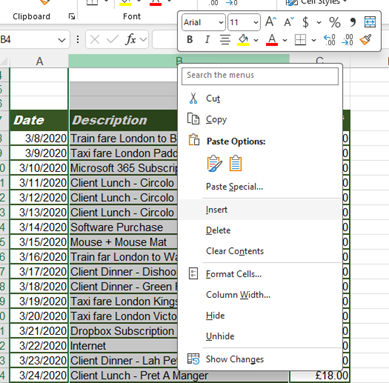 Cell Styles
Font
Alignment
Arial 11 A A $ % 9
B I A
B4 fx
A B C
Search the menus
Cut
Copy
Paste Options:
Paste Special...
Insert
Delete
Clear Contents
Format Cells...
Column Width...
Hide
Unhide
Show Changes
Date Description
3/8/2020 Train fare London to B
3/9/2020 Taxi fare London Padd
3/10/2020 Microsoft 365 Subscrip
3/11/2020 Client Lunch - Circolo
3/12/2020 Client Lunch - Circolo
3/13/2020 Client Lunch - Circolo
3/14/2020 Software Purchase
3/15/2020 Mouse + Mouse Mat
3/16/2020 Train far London to Wa
3/17/2020 Client Dinner - Dishoo
3/18/2020 Client Dinner - Green
3/19/2020 Taxi fare London Kings
3/20/2020 Taxi fare London Victo
3/21/2020 Dropbox Subscription
3/22/2020 Internet
3/23/2020 Client Dinner - Lah Pe
3/24/2020 Client Lunch - Pret A Manger £18.00